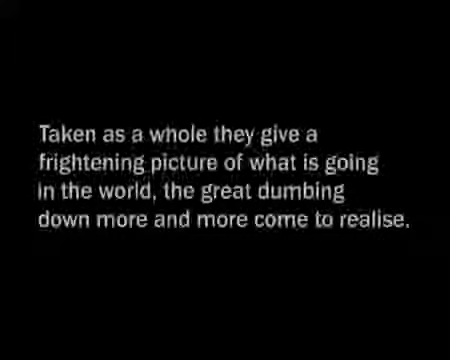 Taken as a whole they give a
frightening picture of what is going
in the world, the great dumbing
down more and more come to realise.